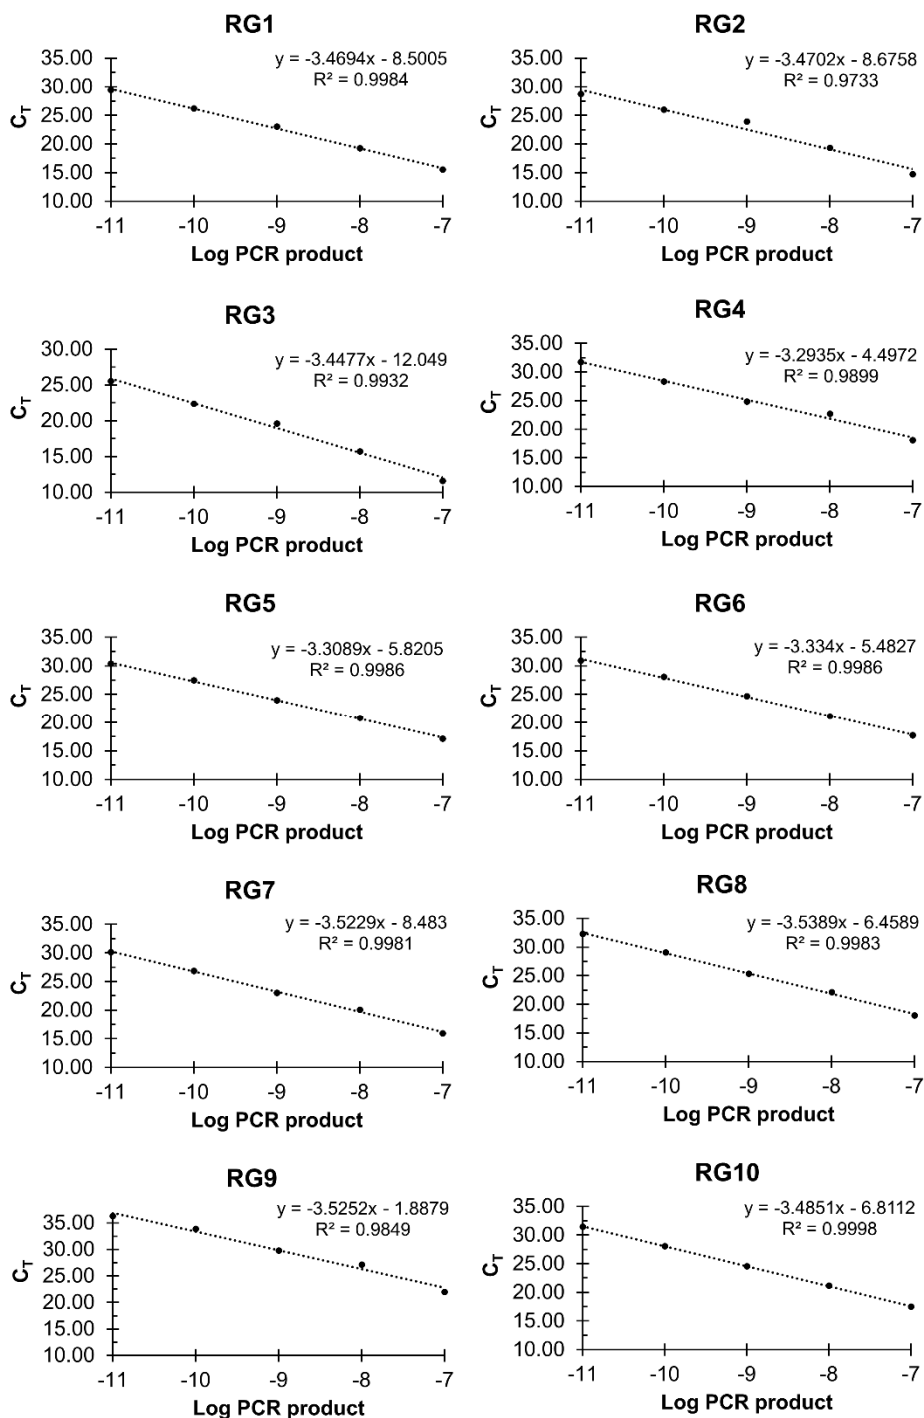 RG1
y = -3.4694x - 8.5005
R² = 0.9984
35.00
30.00
25.00
20.00
15.00
10.00
C_T
-11 -10 -9 -8 -7
Log PCR product
RG2
y = -3.4702x - 8.6758
R² = 0.9733
35.00
30.00
25.00
20.00
15.00
10.00
C_T
-11 -10 -9 -8 -7
Log PCR product
RG3
y = -3.4477x - 12.049
R² = 0.9932
30.00
25.00
20.00
15.00
10.00
C_T
-11 -10 -9 -8 -7
Log PCR product
RG4
y = -3.2935x - 4.4972
R² = 0.9899
35.00
30.00
25.00
20.00
15.00
10.00
C_T
-11 -10 -9 -8 -7
Log PCR product
RG5
y = -3.3089x - 5.8205
R² = 0.9986
35.00
30.00
25.00
20.00
15.00
10.00
C_T
-11 -10 -9 -8 -7
Log PCR product
RG6
y = -3.334x - 5.4827
R² = 0.9986
35.00
30.00
25.00
20.00
15.00
10.00
C_T
-11 -10 -9 -8 -7
Log PCR product
RG7
y = -3.5229x - 8.483
R² = 0.9981
35.00
30.00
25.00
20.00
15.00
10.00
C_T
-11 -10 -9 -8 -7
Log PCR product
RG8
y = -3.5389x - 6.4589
R² = 0.9983
35.00
30.00
25.00
20.00
15.00
10.00
C_T
-11 -10 -9 -8 -7
Log PCR product
RG9
y = -3.5252x - 1.8879
R² = 0.9849
35.00
30.00
25.00
20.00
15.00
10.00
C_T
-11 -10 -9 -8 -7
Log PCR product
RG10
y = -3.4851x - 6.8112
R² = 0.9998
35.00
30.00
25.00
20.00
15.00
10.00
C_T
-11 -10 -9 -8 -7
Log PCR product